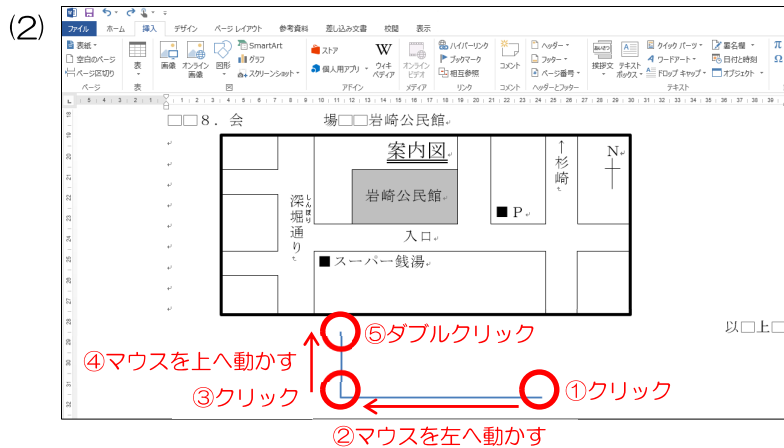 (2)
ファイル ホーム 挿入 デザイン ページ レイアウト 参考資料 差し込み文書 校閲 表示
表紙 空白のページ ページ区切り
表
画像 オンライン画像 図形 SmartArt グラフ スクリーンショット
ストア 個人用アプリ ウィキペディア
オンラインビデオ
ハイパーリンク ブックマーク 相互参照
コメント
ヘッダー フッター ページ番号
あいさつ 挨拶文 テキストボックス クイック パーツ ワードアート ドロップ キャップ 署名欄 日付と時刻 オブジェクト
π Ω
ページ 表 図 アドイン メディア リンク コメント ヘッダーとフッター テキスト
□□8．会　　　場□□岩崎公民館
案内図
↑杉崎
N
岩崎公民館
しんぼり
深堀通り
■P
入口
■スーパー銭湯
以□上□
⑤ダブルクリック
④マウスを上へ動かす
③クリック
①クリック
②マウスを左へ動かす